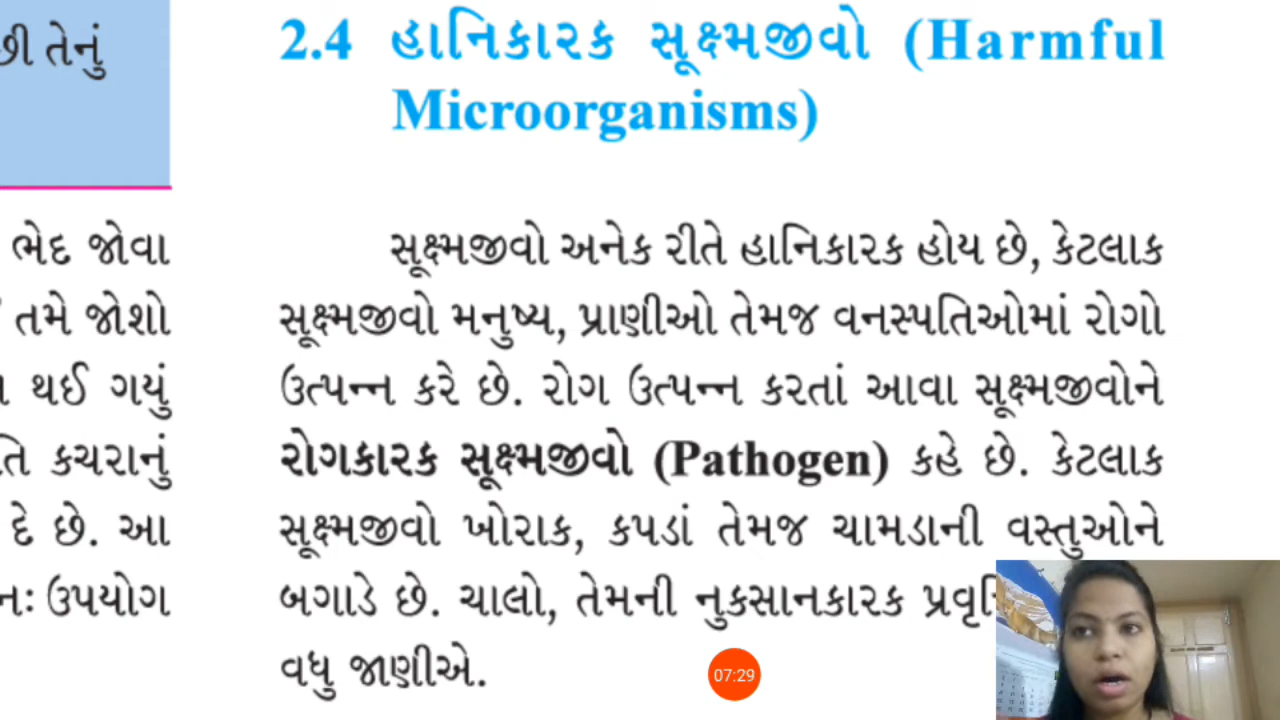 છી તેનું
ભેદ જોવા
તમે જોશો
થઈ ગયું
તિ કચરાનું
દે છે. આ
નઃ ઉપયોગ
2.4 હાનિકારક સૂક્ષ્મજીવો (Harmful
Microorganisms)
સૂક્ષ્મજીવો અનેક રીતે હાનિકારક હોય છે, કેટલાક
સૂક્ષ્મજીવો મનુષ્ય, પ્રાણીઓ તેમજ વનસ્પતિઓમાં રોગો
ઉત્પન્ન કરે છે. રોગ ઉત્પન્ન કરતાં આવા સૂક્ષ્મજીવોને
રોગકારક સૂક્ષ્મજીવો (Pathogen) કહે છે. કેટલાક
સૂક્ષ્મજીવો ખોરાક, કપડાં તેમજ ચામડાની વસ્તુઓને
બગાડે છે. ચાલો, તેમની નુકસાનકારક
વધુ જાણીએ.
07:29